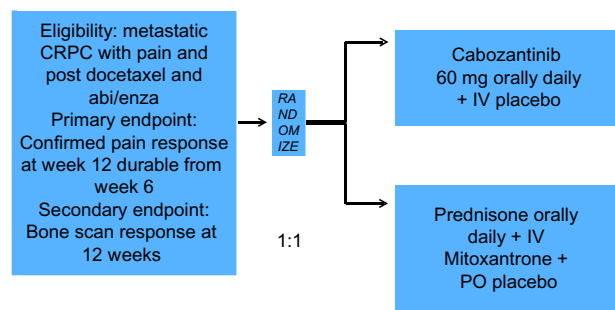 Eligibility: metastatic
CRPC with pain and
post docetaxel and
abi/enza
Primary endpoint:
Confirmed pain response
at week 12 durable from
week 6
Secondary endpoint:
Bone scan response at
12 weeks
RA
ND
OM
IZE
1:1
Cabozantinib
60 mg orally daily
+ IV placebo
Prednisone orally
daily + IV
Mitoxantrone +
PO placebo